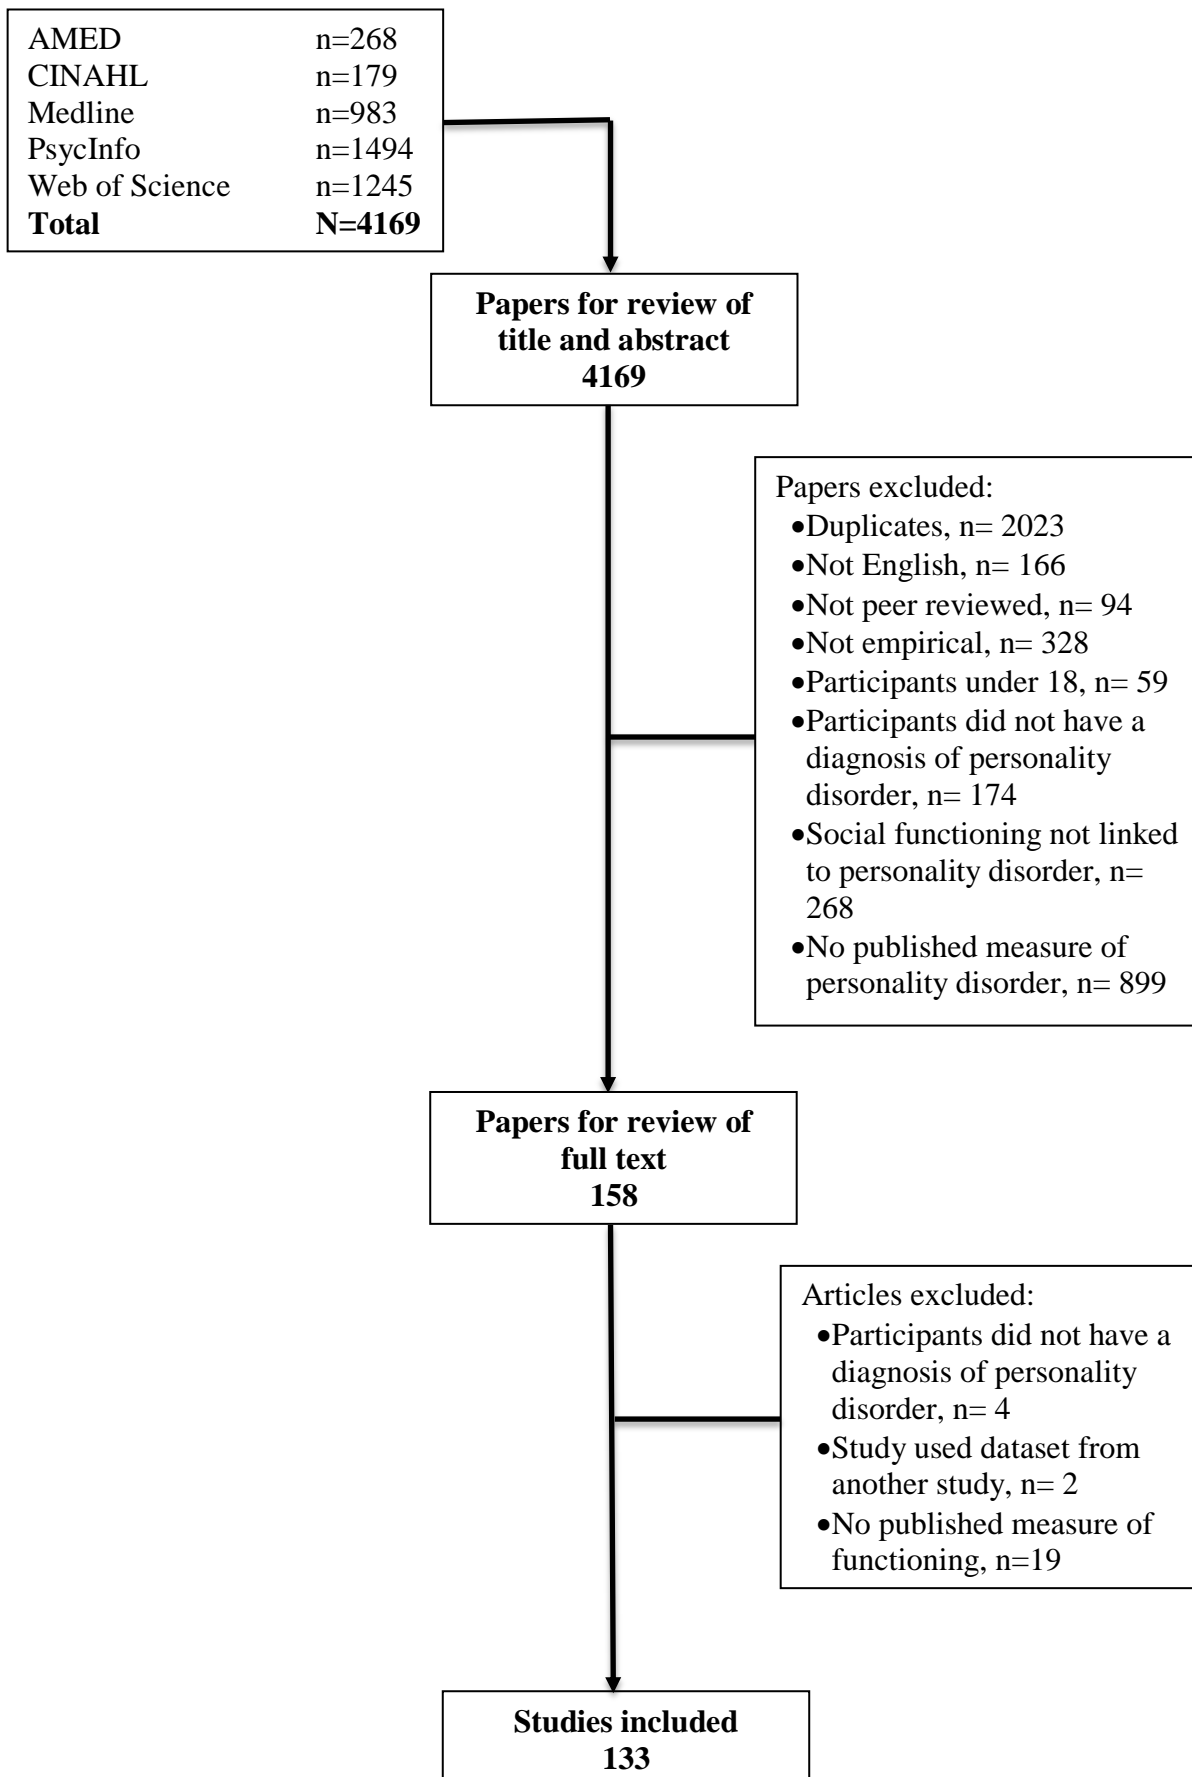 AMED n=268
CINAHL n=179
Medline n=983
PsycInfo n=1494
Web of Science n=1245
Total N=4169
Papers for review of
title and abstract
4169
Papers excluded:
•Duplicates, n= 2023
•Not English, n= 166
•Not peer reviewed, n= 94
•Not empirical, n= 328
•Participants under 18, n= 59
•Participants did not have a
diagnosis of personality
disorder, n= 174
•Social functioning not linked
to personality disorder, n=
268
•No published measure of
personality disorder, n= 899
Papers for review of
full text
158
Articles excluded:
•Participants did not have a
diagnosis of personality
disorder, n= 4
•Study used dataset from
another study, n= 2
•No published measure of
functioning, n=19
Studies included
133